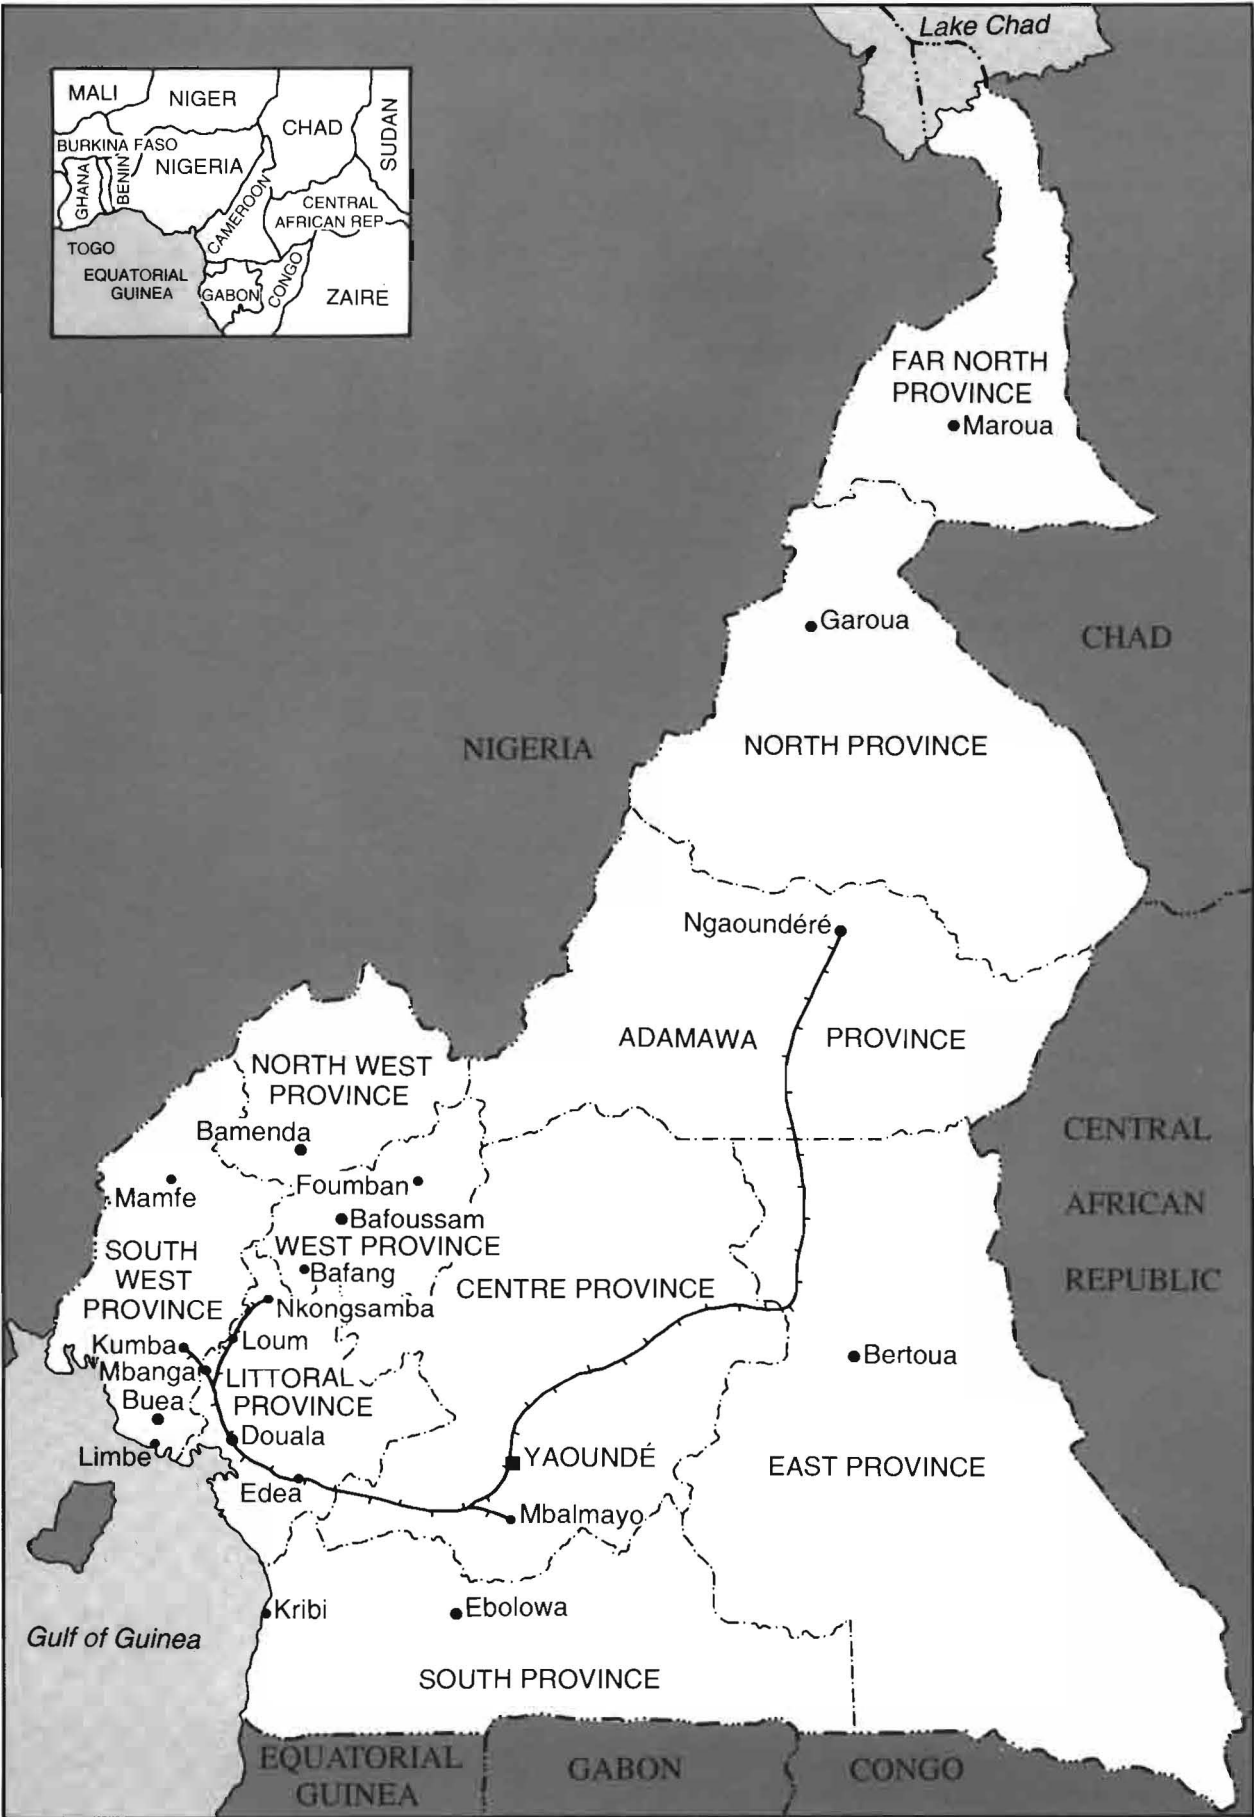 Lake Chad
MALI
NIGER
CHAD
SUDAN
BURKINA FASO
NIGERIA
GHANA
BENIN
CAMEROON
CENTRAL
AFRICAN REP
TOGO
EQUATORIAL
GUINEA
GABON
CONGO
ZAIRE
FAR NORTH
PROVINCE
Maroua
Garoua
CHAD
NIGERIA
NORTH PROVINCE
Ngaoundéré
ADAMAWA PROVINCE
NORTH WEST
PROVINCE
Bamenda
CENTRAL
AFRICAN
REPUBLIC
Mamfe
Foumban
Bafoussam
WEST PROVINCE
SOUTH
WEST
PROVINCE
Bafang
CENTRE PROVINCE
Nkongsamba
Kumba
Loum
Mbanga
LITTORAL
PROVINCE
Bertoua
Buea
Douala
Limbe
YAOUNDÉ
EAST PROVINCE
Edea
Mbalmayo
Kribi
Ebolowa
Gulf of Guinea
SOUTH PROVINCE
EQUATORIAL
GUINEA
GABON
CONGO